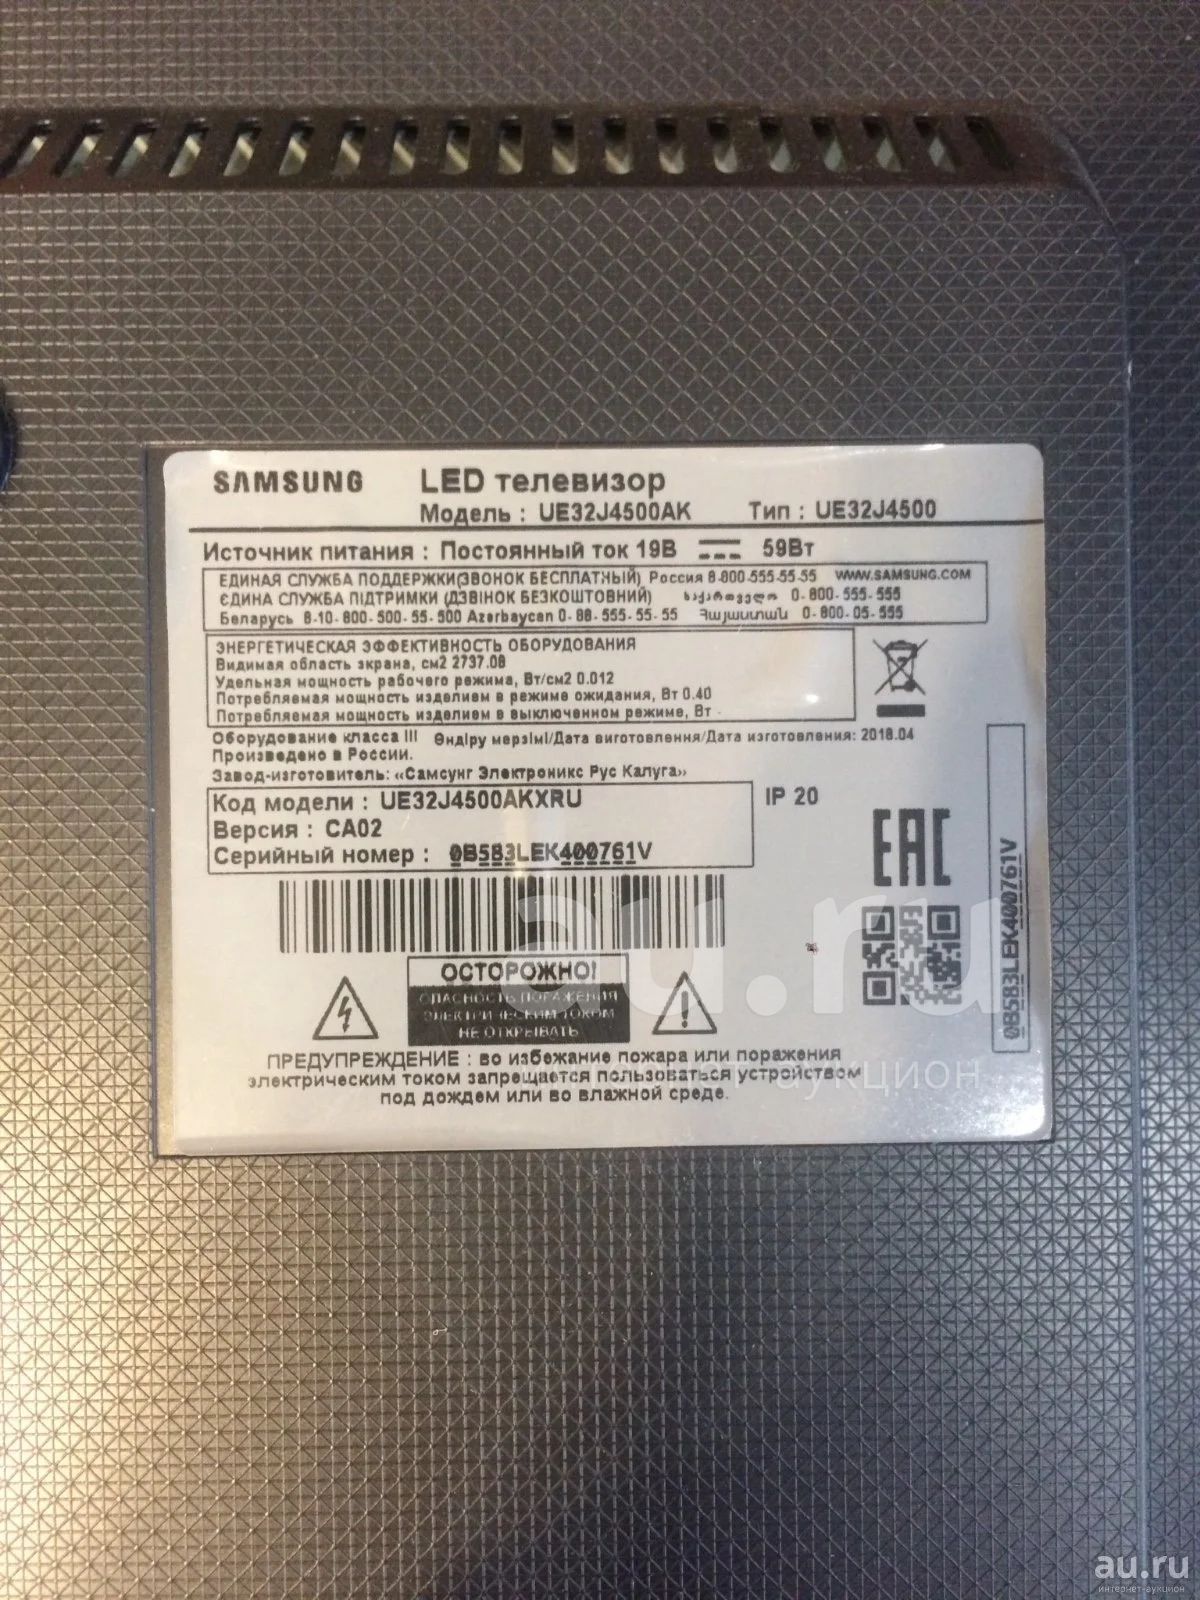 SAMSUNG LED телевизор
Модель : UE32J4500AK Тип : UE32J4500
Источник питания : Постоянный ток 19В 59Вт
ЕДИНАЯ СЛУЖБА ПОДДЕРЖКИ(ЗВОНОК БЕСПЛАТНЫЙ) Россия 8-800-555-55-55 WWW.SAMSUNG.COM
ЄДИНА СЛУЖБА ПІДТРИМКИ (ДЗВІНОК БЕЗКОШТОВНИЙ) საქართველო 0-800-555-555
Беларусь 8-10-800-500-55-500 Azərbaycan 0-88-555-55-55 Հայաստան 0-800-05-555
ЭНЕРГЕТИЧЕСКАЯ ЭФФЕКТИВНОСТЬ ОБОРУДОВАНИЯ
Видимая область экрана, см2 2737.08
Удельная мощность рабочего режима, Вт/см2 0.012
Потребляемая мощность изделием в режиме ожидания, Вт 0.40
Потребляемая мощность изделием в выключенном режиме, Вт -
Оборудование класса III Өндіру мерзімі/Дата виготовлення/Дата изготовления: 2018.04
Произведено в России.
Завод-изготовитель: «Самсунг Электроникс Рус Калуга»
Код модели : UE32J4500AKXRU
IP 20
Версия : CA02
Серийный номер : 0B583LEK400761V
EAC
0B583LEK400761V
ОСТОРОЖНО!
ОПАСНОСТЬ ПОРАЖЕНИЯ
ЭЛЕКТРИЧЕСКИМ ТОКОМ
НЕ ОТКРЫВАТЬ
ПРЕДУПРЕЖДЕНИЕ : во избежание пожара или поражения
электрическим током запрещается пользоваться устройством
под дождем или во влажной среде.
au.ru
интернет-аукцион
au.ru
интернет-аукцион